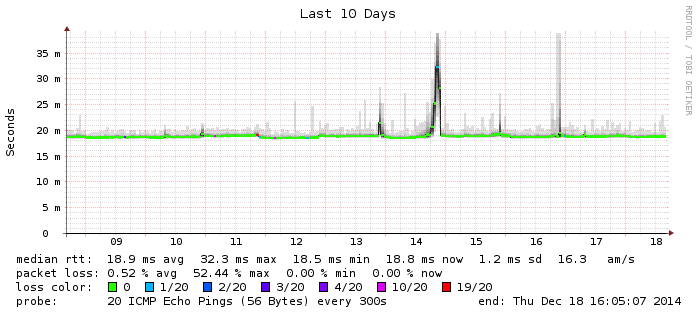 Last 10 Days
RRDTOOL / TOBI OETIKER
Seconds
35 m
30 m
25 m
20 m
15 m
10 m
5 m
0
09 10 11 12 13 14 15 16 17 18
median rtt: 18.9 ms avg 32.3 ms max 18.5 ms min 18.8 ms now 1.2 ms sd 16.3 am/s
packet loss: 0.52 % avg 52.44 % max 0.00 % min 0.00 % now
loss color: 0 1/20 2/20 3/20 4/20 10/20 19/20
probe: 20 ICMP Echo Pings (56 Bytes) every 300s end: Thu Dec 18 16:05:07 2014